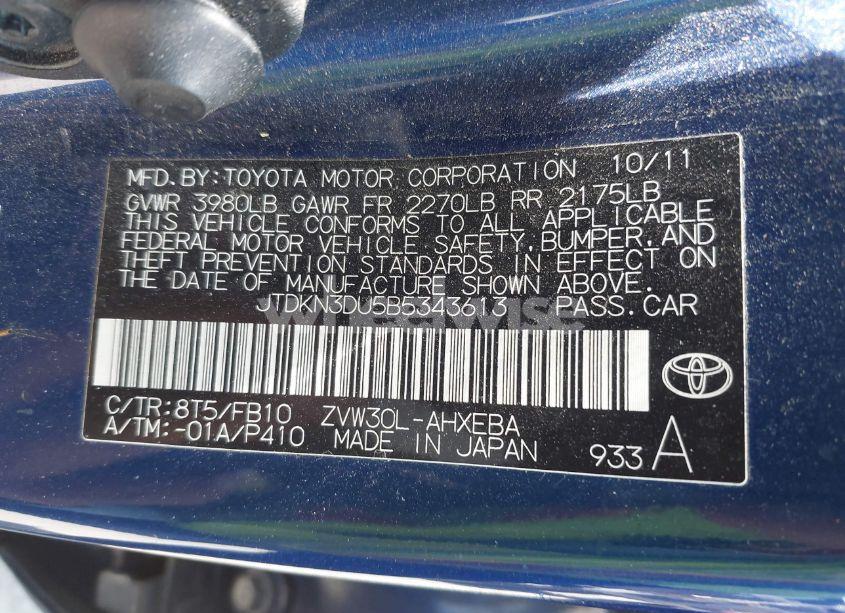 MFD. BY: TOYOTA MOTOR CORPORATION 10/11
GVWR 3980LB GAWR FR 2270LB RR 2175LB
THIS VEHICLE CONFORMS TO ALL APPLICABLE
FEDERAL MOTOR VEHICLE SAFETY, BUMPER, AND
THEFT PREVENTION STANDARDS IN EFFECT ON
THE DATE OF MANUFACTURE SHOWN ABOVE.
JTDKN3DU5B5343613 PASS. CAR
wheelwise
C/TR: 8T5/FB10 ZVW30L-AHXEBA
A/TM: -01A/P410 MADE IN JAPAN 933 A